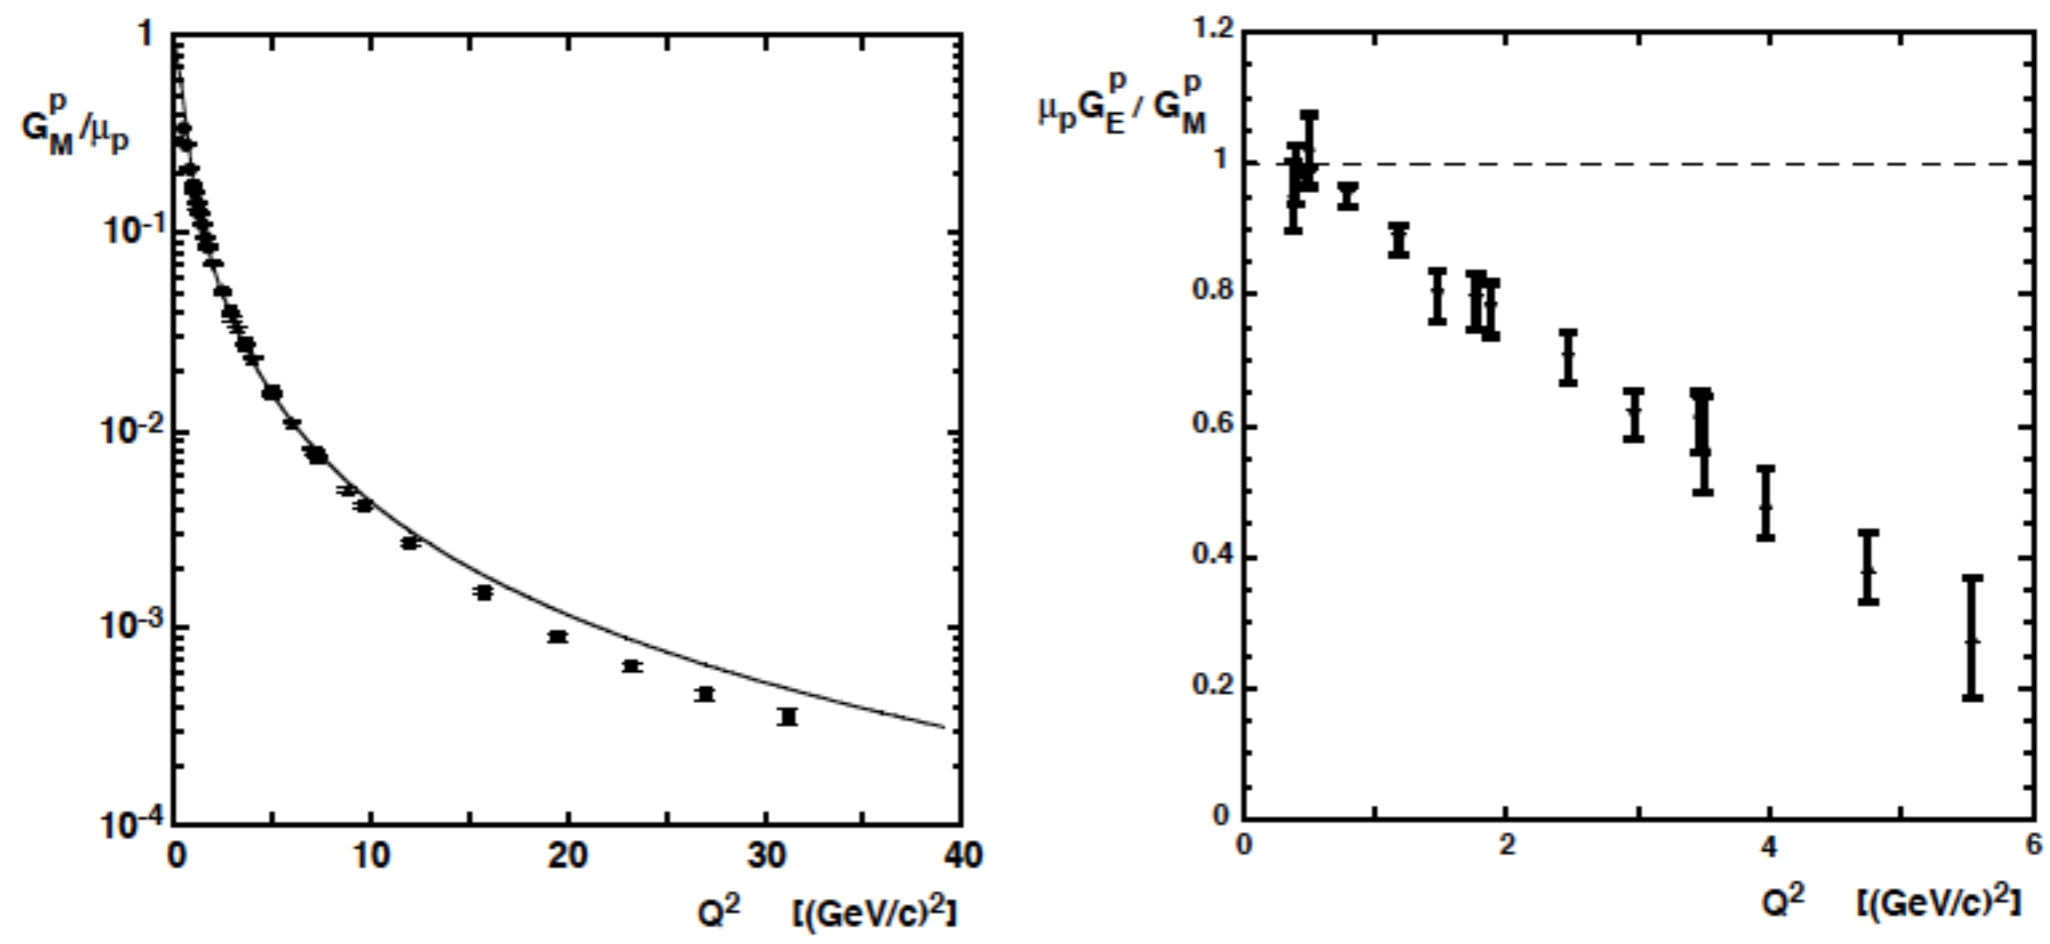 1
G_M^p/μ_p
10^-1
10^-2
10^-3
10^-4
0 10 20 30 40
Q^2 [(GeV/c)^2]
1.2
μ_pG_E^p / G_M^p
1
0.8
0.6
0.4
0.2
0
0 2 4 6
Q^2 [(GeV/c)^2]